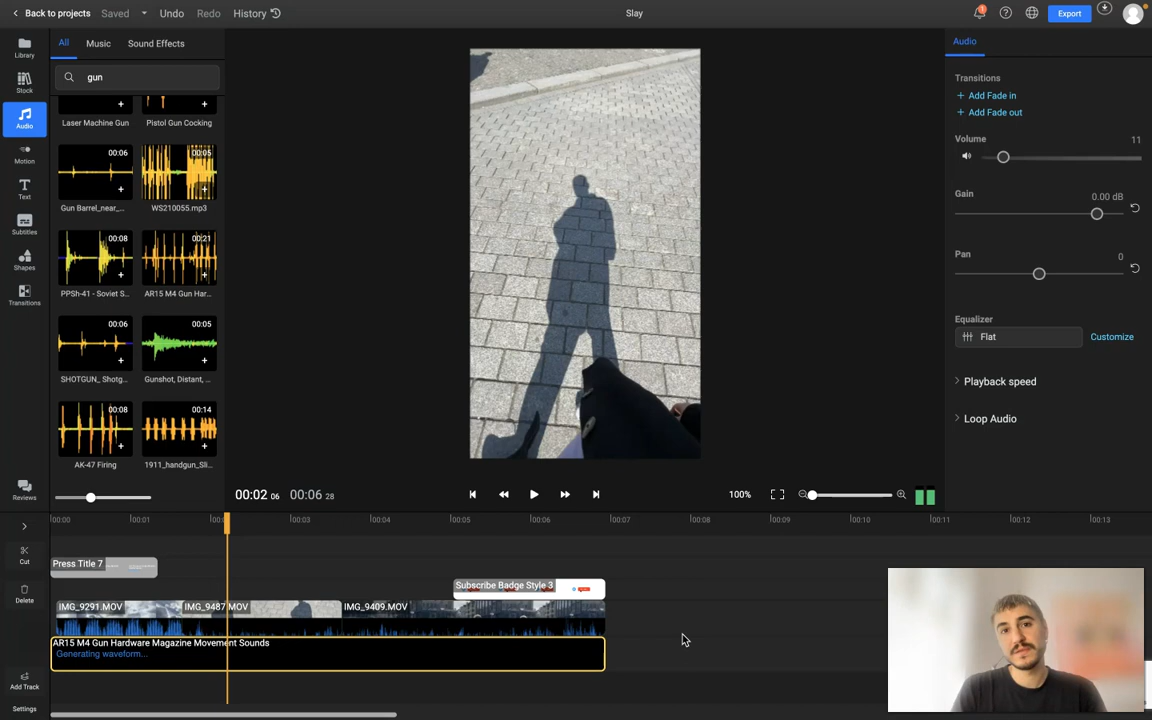 Back to projects Saved Undo Redo History Slay 1 Export
Library
Stock
Audio
Motion
Text
Subtitles
Shapes
Transitions
Reviews
All Music Sound Effects
gun
Laser Machine Gun Pistol Gun Cocking
00:06 00:05
Gun Barrel_near_... WS210055.mp3
00:08 00:21
PPSh-41 - Soviet S... AR15 M4 Gun Har...
00:06 00:05
SHOTGUN_ Shotg... Gunshot, Distant, ...
00:08 00:14
AK-47 Firing 1911_handgun_Sli...
Audio
Transitions
+ Add Fade in
+ Add Fade out
Volume 11
Gain 0.00 dB
Pan 0
Equalizer
Flat Customize
Playback speed
Loop Audio
00:02 06 00:06 28 100%
00:00 00:01 00:03 00:04 00:05 00:06 00:07 00:08 00:09 00:10 00:11 00:12 00:13
Cut
Delete
Add Track
Settings
Press Title 7
Subscribe Badge Style 3
IMG_9291.MOV IMG_9487.MOV IMG_9409.MOV
AR15 M4 Gun Hardware Magazine Movement Sounds
Generating waveform...